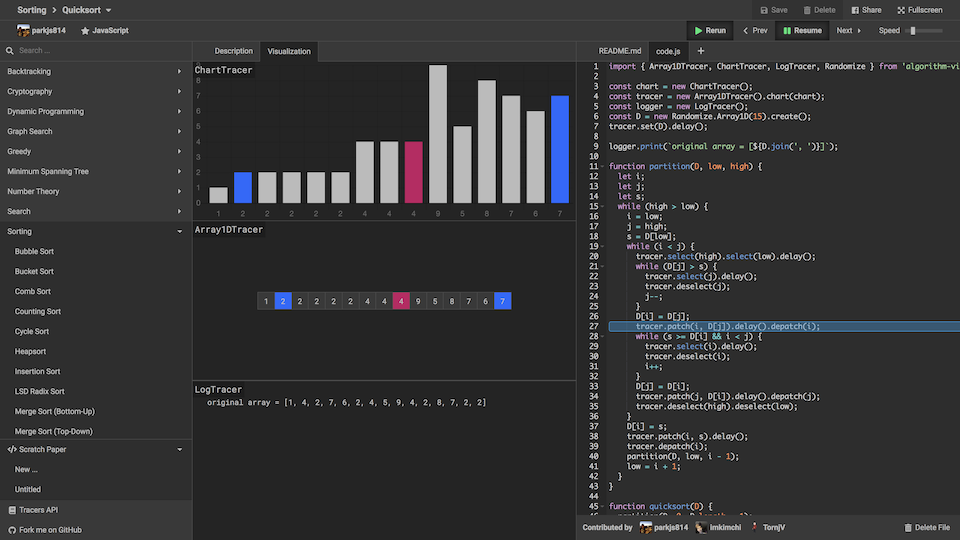 Sorting Quicksort
Save Delete Share Fullscreen
parkjs814 JavaScript
Rerun Prev Resume Next Speed
Search ...
Backtracking
Cryptography
Dynamic Programming
Graph Search
Greedy
Minimum Spanning Tree
Number Theory
Search
Sorting
Bubble Sort
Bucket Sort
Comb Sort
Counting Sort
Cycle Sort
Heapsort
Insertion Sort
LSD Radix Sort
Merge Sort (Bottom-Up)
Merge Sort (Top-Down)
Scratch Paper
New ...
Untitled
Tracers API
Fork me on GitHub
Description Visualization
ChartTracer
9
8
7
6
5
4
3
2
1
0
1 2 2 2 2 2 4 4 4 9 5 8 7 6 7
Array1DTracer
1 2 2 2 2 2 4 4 4 9 5 8 7 6 7
LogTracer
original array = [1, 4, 2, 7, 6, 2, 4, 5, 9, 4, 2, 8, 7, 2, 2]
README.md code.js +
1 import { Array1DTracer, ChartTracer, LogTracer, Randomize } from 'algorithm-vi
2
3 const chart = new ChartTracer();
4 const tracer = new Array1DTracer().chart(chart);
5 const logger = new LogTracer();
6 const D = new Randomize.Array1D(15).create();
7 tracer.set(D).delay();
8
9 logger.print(`original array = [${D.join(', ')}]`);
10
11 function partition(D, low, high) {
12 let i;
13 let j;
14 let s;
15 while (high > low) {
16 i = low;
17 j = high;
18 s = D[low];
19 while (i < j) {
20 tracer.select(high).select(low).delay();
21 while (D[j] > s) {
22 tracer.select(j).delay();
23 tracer.deselect(j);
24 j--;
25 }
26 D[i] = D[j];
27 tracer.patch(i, D[j]).delay().depatch(i);
28 while (s >= D[i] && i < j) {
29 tracer.select(i).delay();
30 tracer.deselect(i);
31 i++;
32 }
33 D[j] = D[i];
34 tracer.patch(j, D[i]).delay().depatch(j);
35 tracer.deselect(high).deselect(low);
36 }
37 D[i] = s;
38 tracer.patch(i, s).delay();
39 tracer.depatch(i);
40 partition(D, low, i - 1);
41 low = i + 1;
42 }
43 }
44
45 function quicksort(D) {
Contributed by parkjs814 imkimchi TornjV Delete File